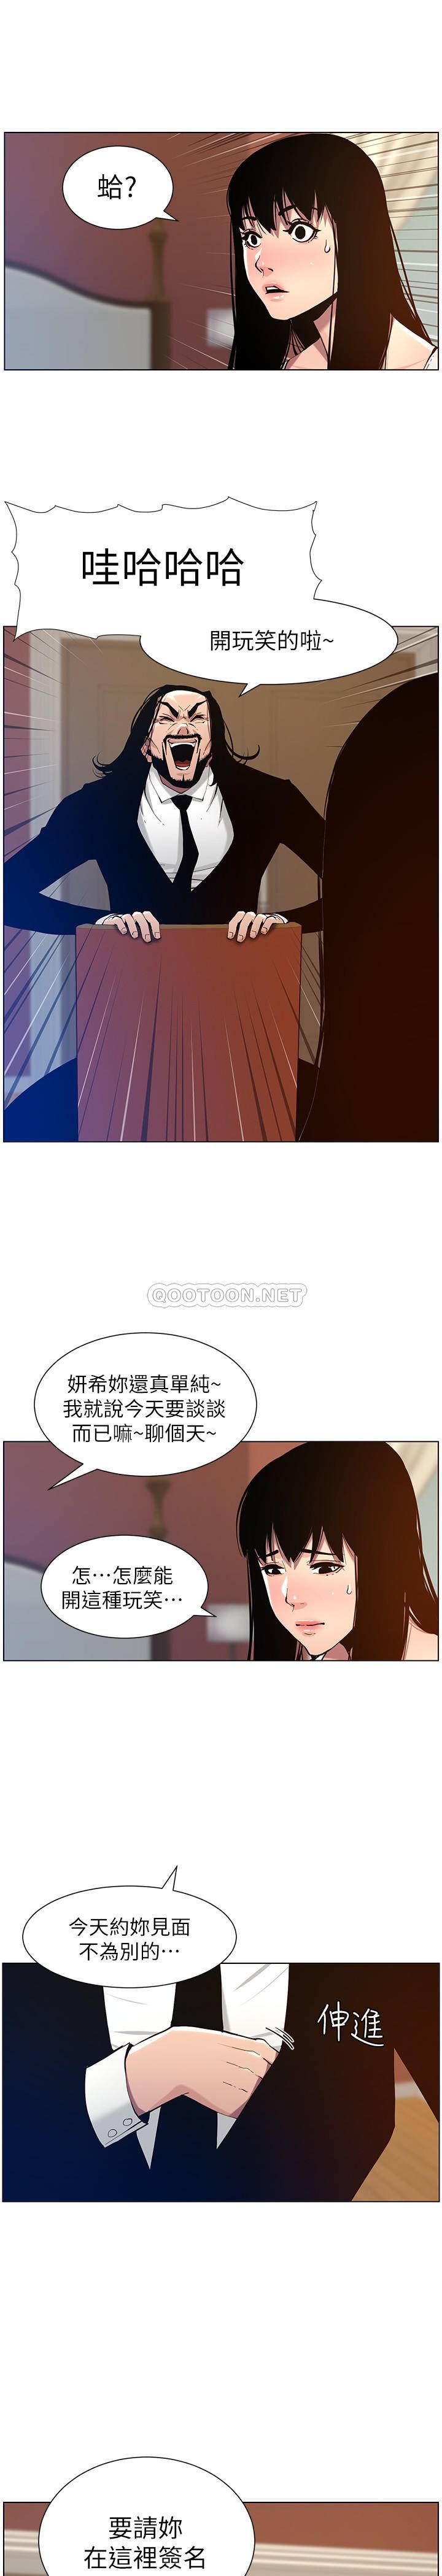 蛤?
哇哈哈哈
開玩笑的啦~
QOOTOON.NET
妍希妳還真單純~
我就說今天要談談
而已嘛~聊個天~
怎…怎麼能
開這種玩笑…
今天約妳見面
不為別的…
伸進
要請妳
在這裡簽名